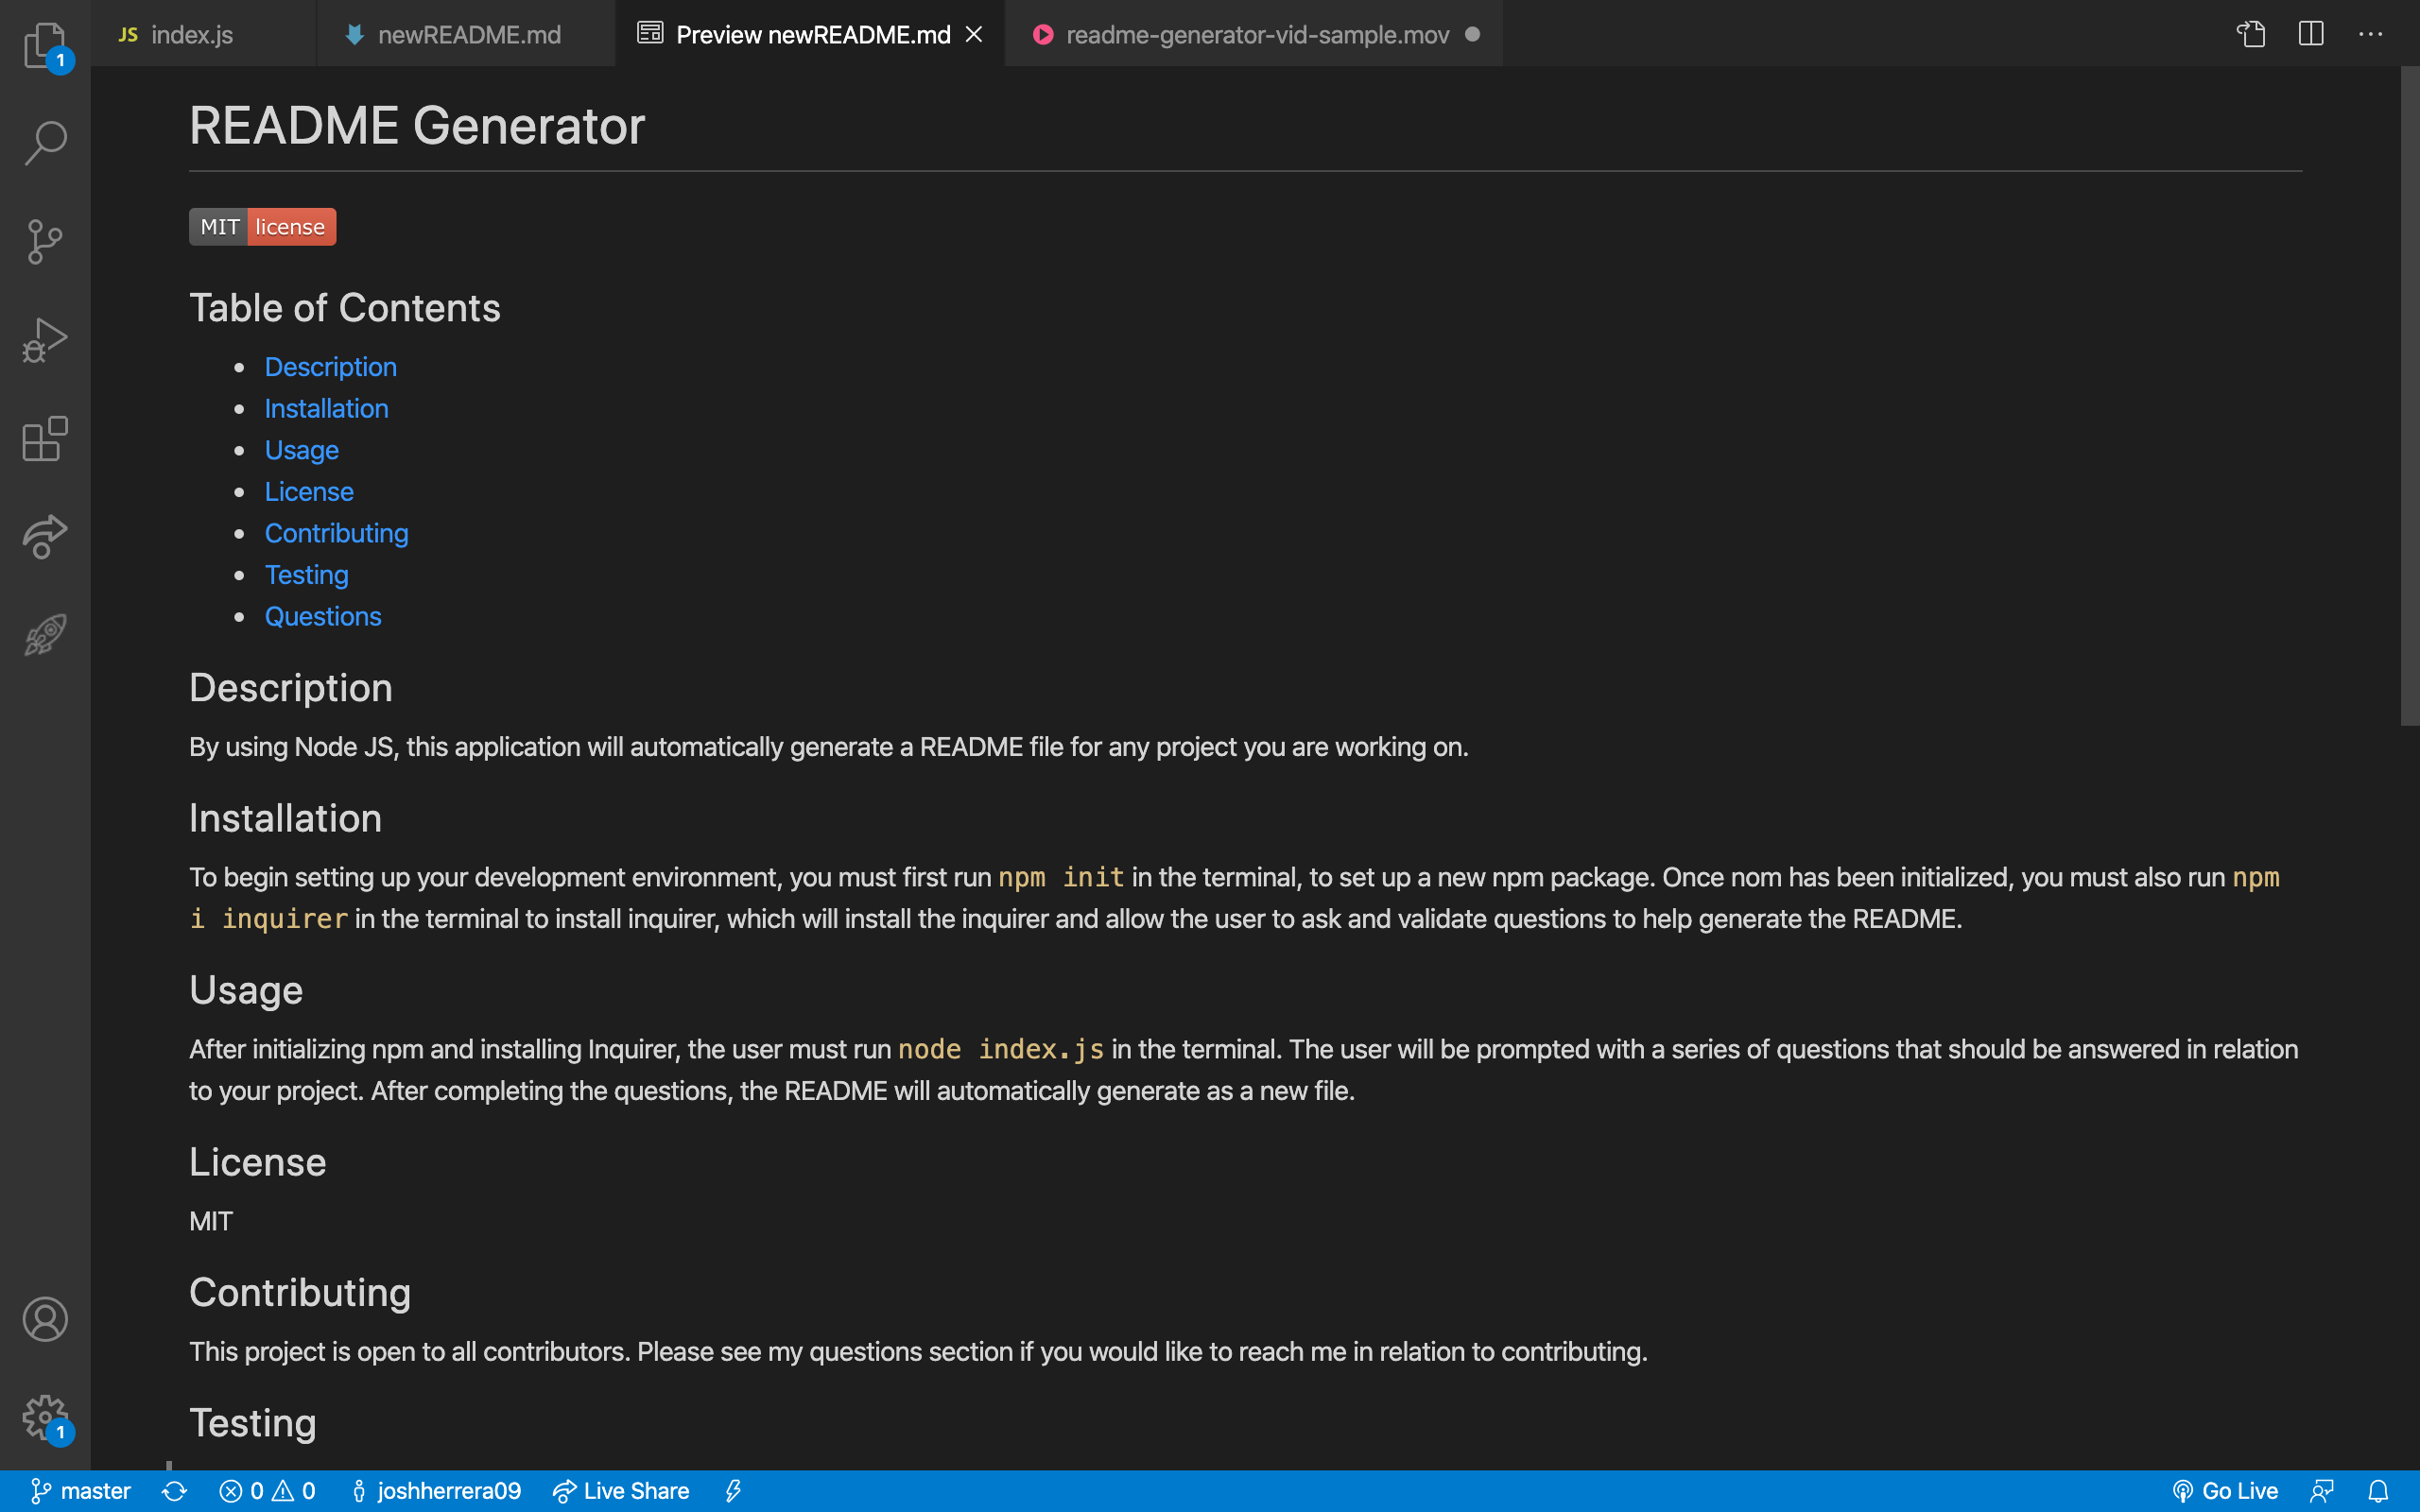 1
JS index.js
newREADME.md
Preview newREADME.md
readme-generator-vid-sample.mov
README Generator
MIT license
Table of Contents
Description
Installation
Usage
License
Contributing
Testing
Questions
Description
By using Node JS, this application will automatically generate a README file for any project you are working on.
Installation
To begin setting up your development environment, you must first run npm init in the terminal, to set up a new npm package. Once nom has been initialized, you must also run npm
i inquirer in the terminal to install inquirer, which will install the inquirer and allow the user to ask and validate questions to help generate the README.
Usage
After initializing npm and installing Inquirer, the user must run node index.js in the terminal. The user will be prompted with a series of questions that should be answered in relation
to your project. After completing the questions, the README will automatically generate as a new file.
License
MIT
Contributing
This project is open to all contributors. Please see my questions section if you would like to reach me in relation to contributing.
Testing
1
master 0 0 joshherrera09 Live Share Go Live